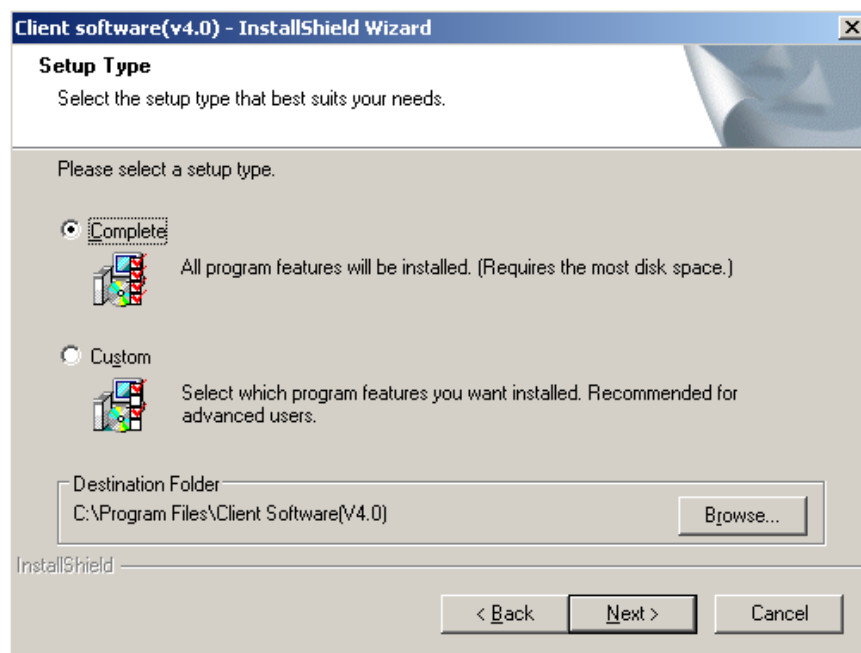 Client software(v4.0) - InstallShield Wizard
Setup Type
Select the setup type that best suits your needs.
Please select a setup type.
Complete
All program features will be installed. (Requires the most disk space.)
Custom
Select which program features you want installed. Recommended for
advanced users.
Destination Folder
C:\Program Files\Client Software(V4.0)
Browse...
InstallShield
< Back
Next >
Cancel